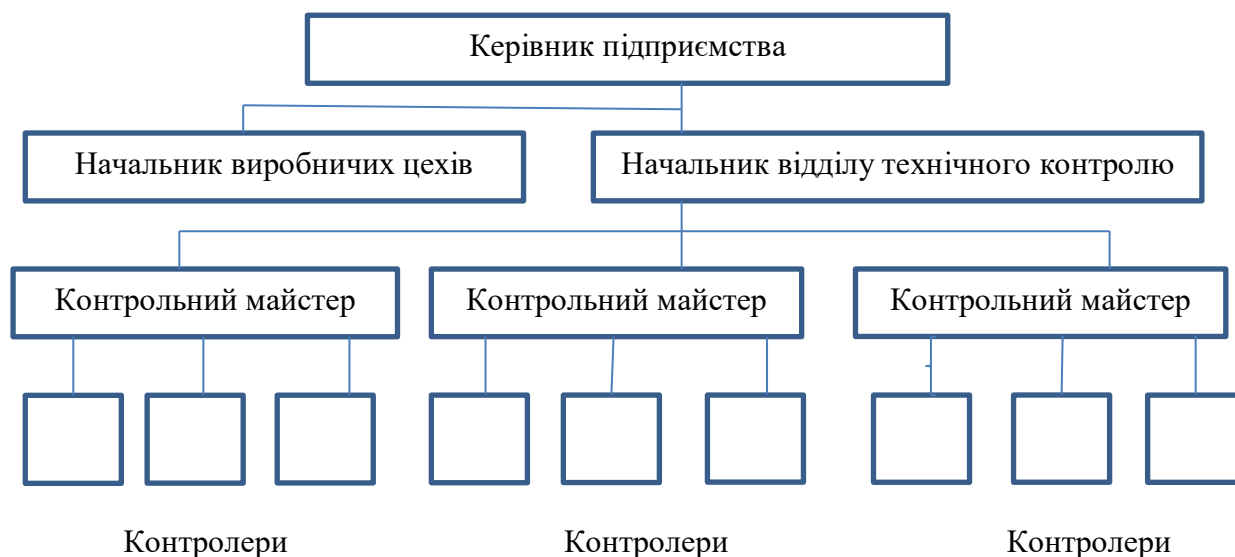 Керівник підприємства
Начальник виробничих цехів
Начальник відділу технічного контролю
Контрольний майстер
Контрольний майстер
Контрольний майстер
Контролери
Контролери
Контролери